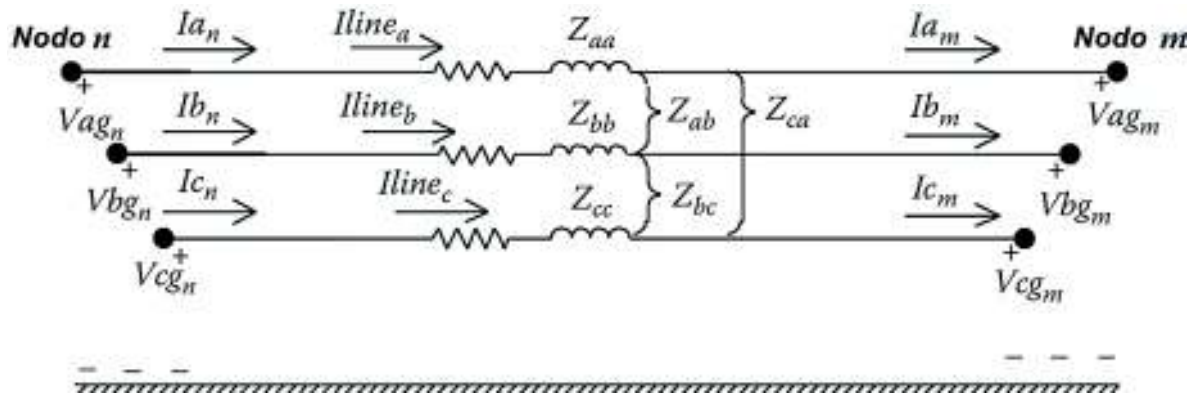 Ia_n Iline_a Z_aa Ia_m
Nodo n Nodo m
+ +
Vag_n Ib_n Iline_b Z_bb Z_ab Z_ca Ib_m Vag_m
+ +
Vbg_n Ic_n Iline_c Z_cc Z_bc Ic_m Vbg_m
+ +
Vcg_n Vcg_m
– – – – – –